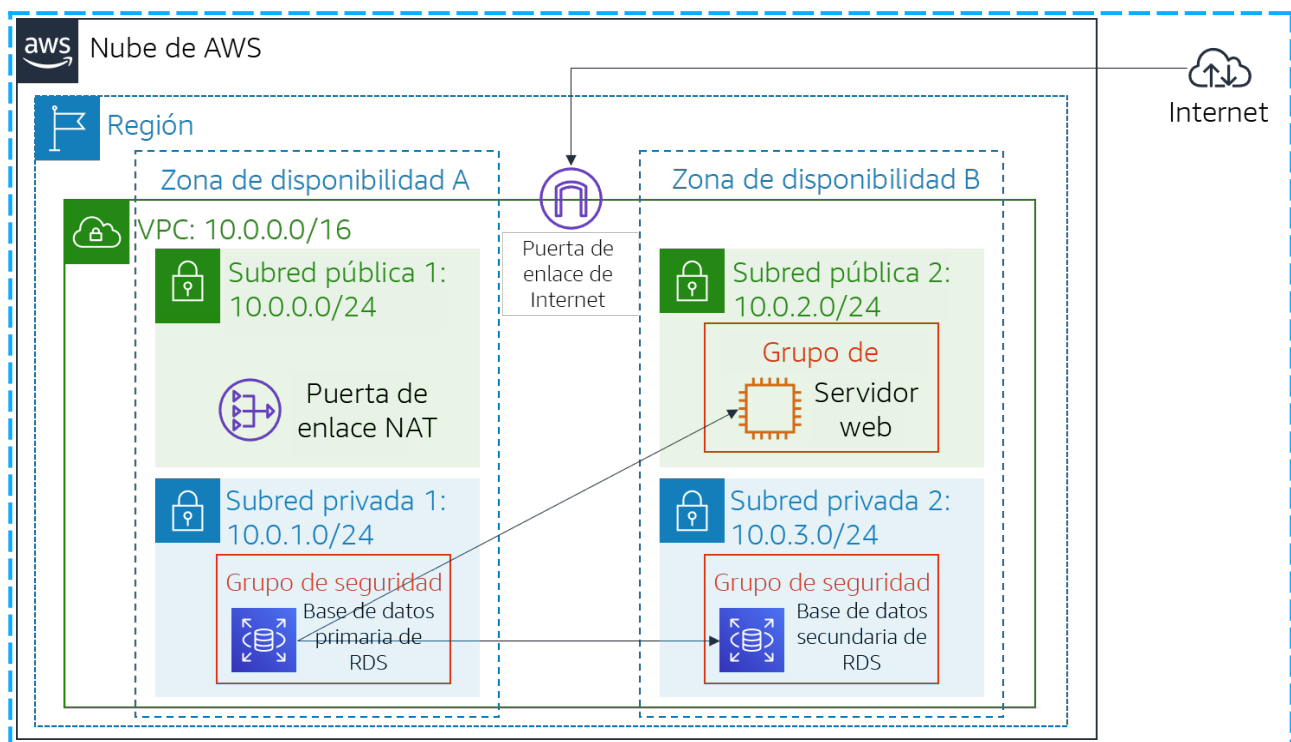 aws
Nube de AWS
Internet
Región
Zona de disponibilidad A
Zona de disponibilidad B
VPC: 10.0.0.0/16
Puerta de
enlace de
Internet
Subred pública 1:
10.0.0.0/24
Puerta de
enlace NAT
Subred pública 2:
10.0.2.0/24
Grupo de
Servidor
web
Subred privada 1:
10.0.1.0/24
Grupo de seguridad
Base de datos
primaria de
RDS
Subred privada 2:
10.0.3.0/24
Grupo de seguridad
Base de datos
secundaria de
RDS